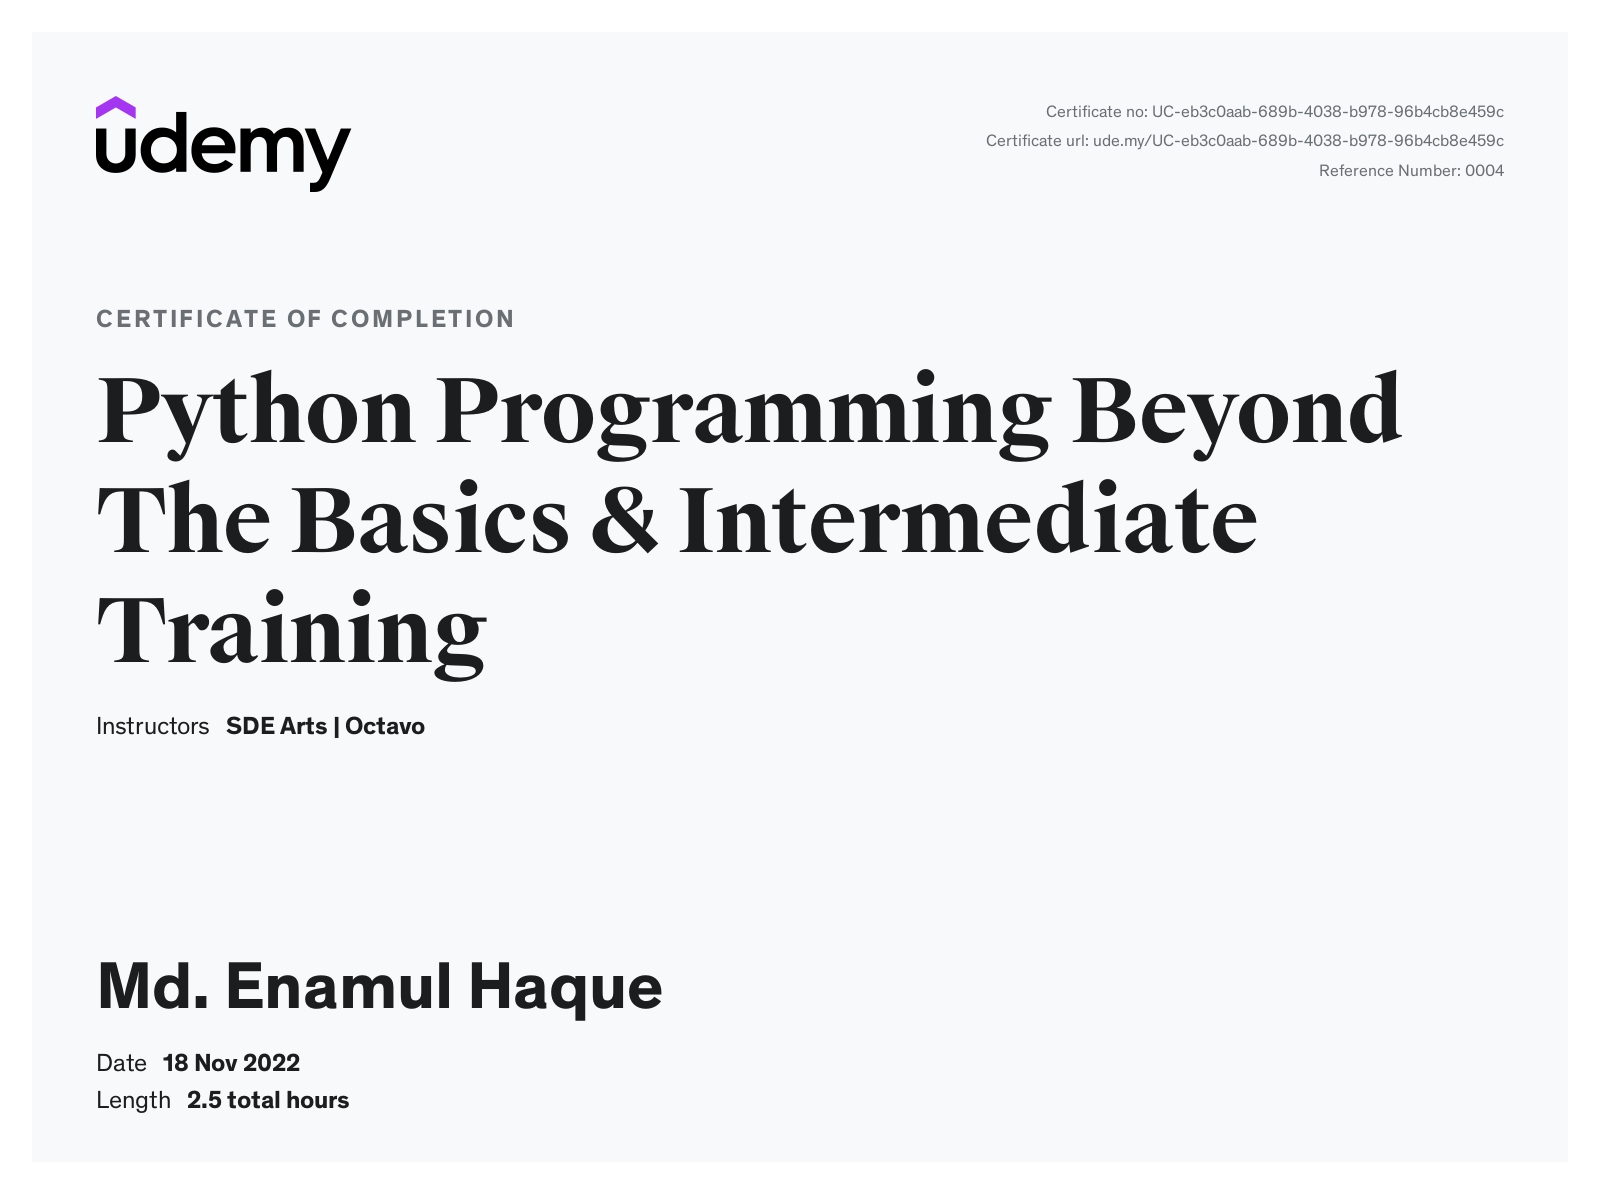 udemy
Certificate no: UC-eb3c0aab-689b-4038-b978-96b4cb8e459c
Certificate url: ude.my/UC-eb3c0aab-689b-4038-b978-96b4cb8e459c
Reference Number: 0004
CERTIFICATE OF COMPLETION
Python Programming Beyond
The Basics & Intermediate
Training
Instructors SDE Arts | Octavo
Md. Enamul Haque
Date 18 Nov 2022
Length 2.5 total hours